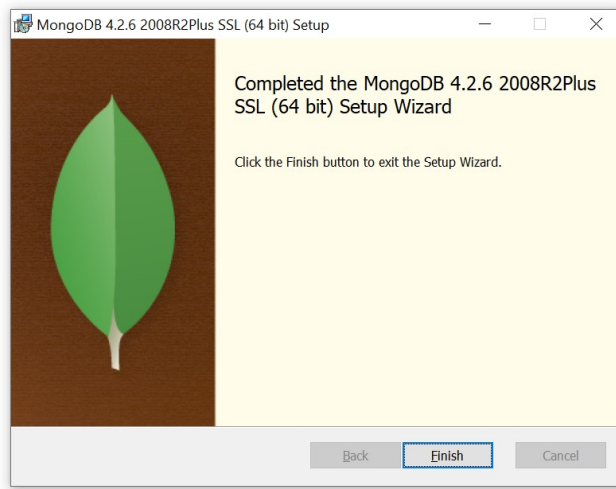 MongoDB 4.2.6 2008R2Plus SSL (64 bit) Setup
Completed the MongoDB 4.2.6 2008R2Plus
SSL (64 bit) Setup Wizard
Click the Finish button to exit the Setup Wizard.
Back Finish Cancel